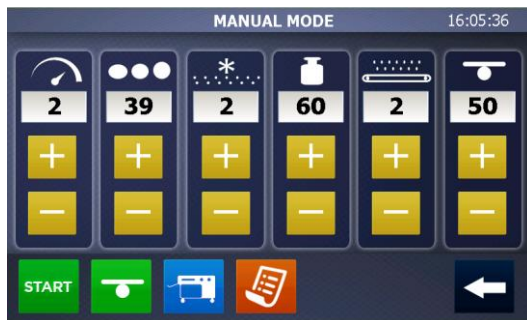 MANUAL MODE 16:05:36
2 39 2 60 2 50
+ + + + + +
− − − − − −
START